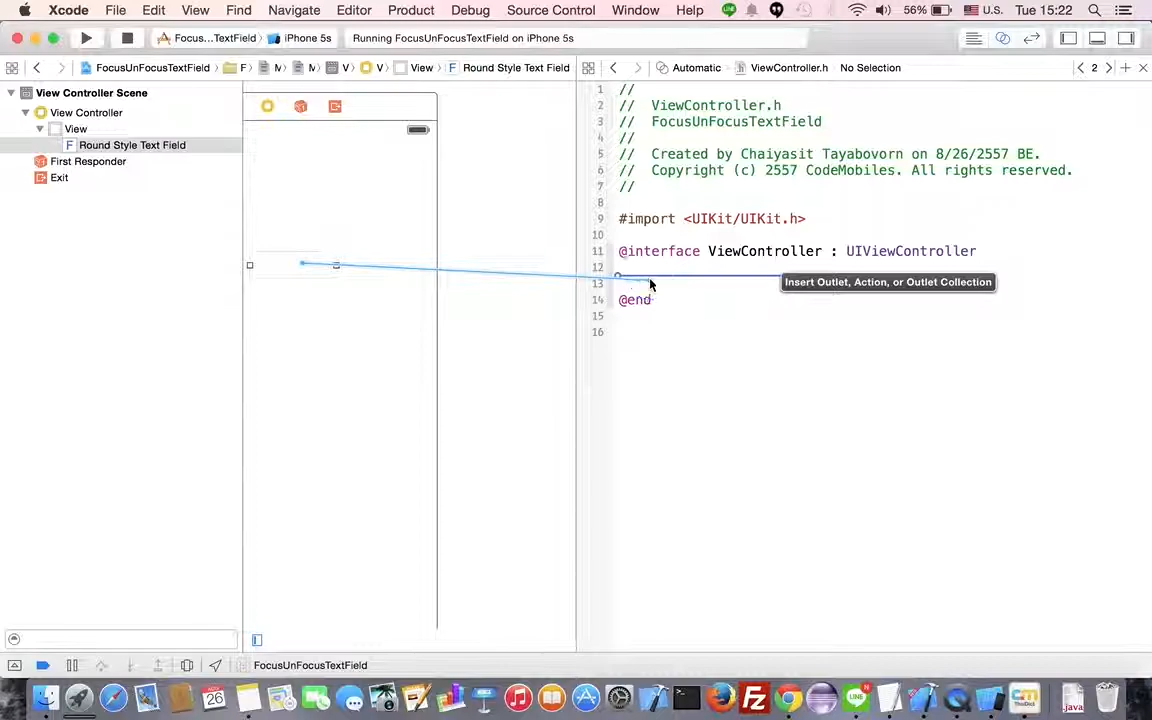 Xcode File Edit View Find Navigate Editor Product Debug Source Control Window Help 56% U.S. Tue 15:22
Focus...TextField iPhone 5s Running FocusUnFocusTextField on iPhone 5s
FocusUnFocusTextField F M M V V View F Round Style Text Field Automatic ViewController.h No Selection 2
View Controller Scene
View Controller
View
F Round Style Text Field
First Responder
Exit
1 //
2 // ViewController.h
3 // FocusUnFocusTextField
4 //
5 // Created by Chaiyasit Tayabovorn on 8/26/2557 BE.
6 // Copyright (c) 2557 CodeMobiles. All rights reserved.
7 //
8
9 #import <UIKit/UIKit.h>
10
11 @interface ViewController : UIViewController
12
Insert Outlet, Action, or Outlet Collection
13
14 @end
15
16
FocusUnFocusTextField
26
FZ
LINE
cm
.java